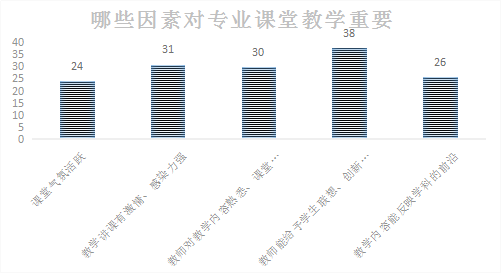 哪些因素对专业课堂教学重要
40
35
30
25
20
15
10
5
0
24
31
30
38
26
课堂气氛活跃
教学讲课有激情、感染力强
教师对教学内容熟悉、课堂…
教师能给予学生联想、创新…
教学内容能反映学科的前沿